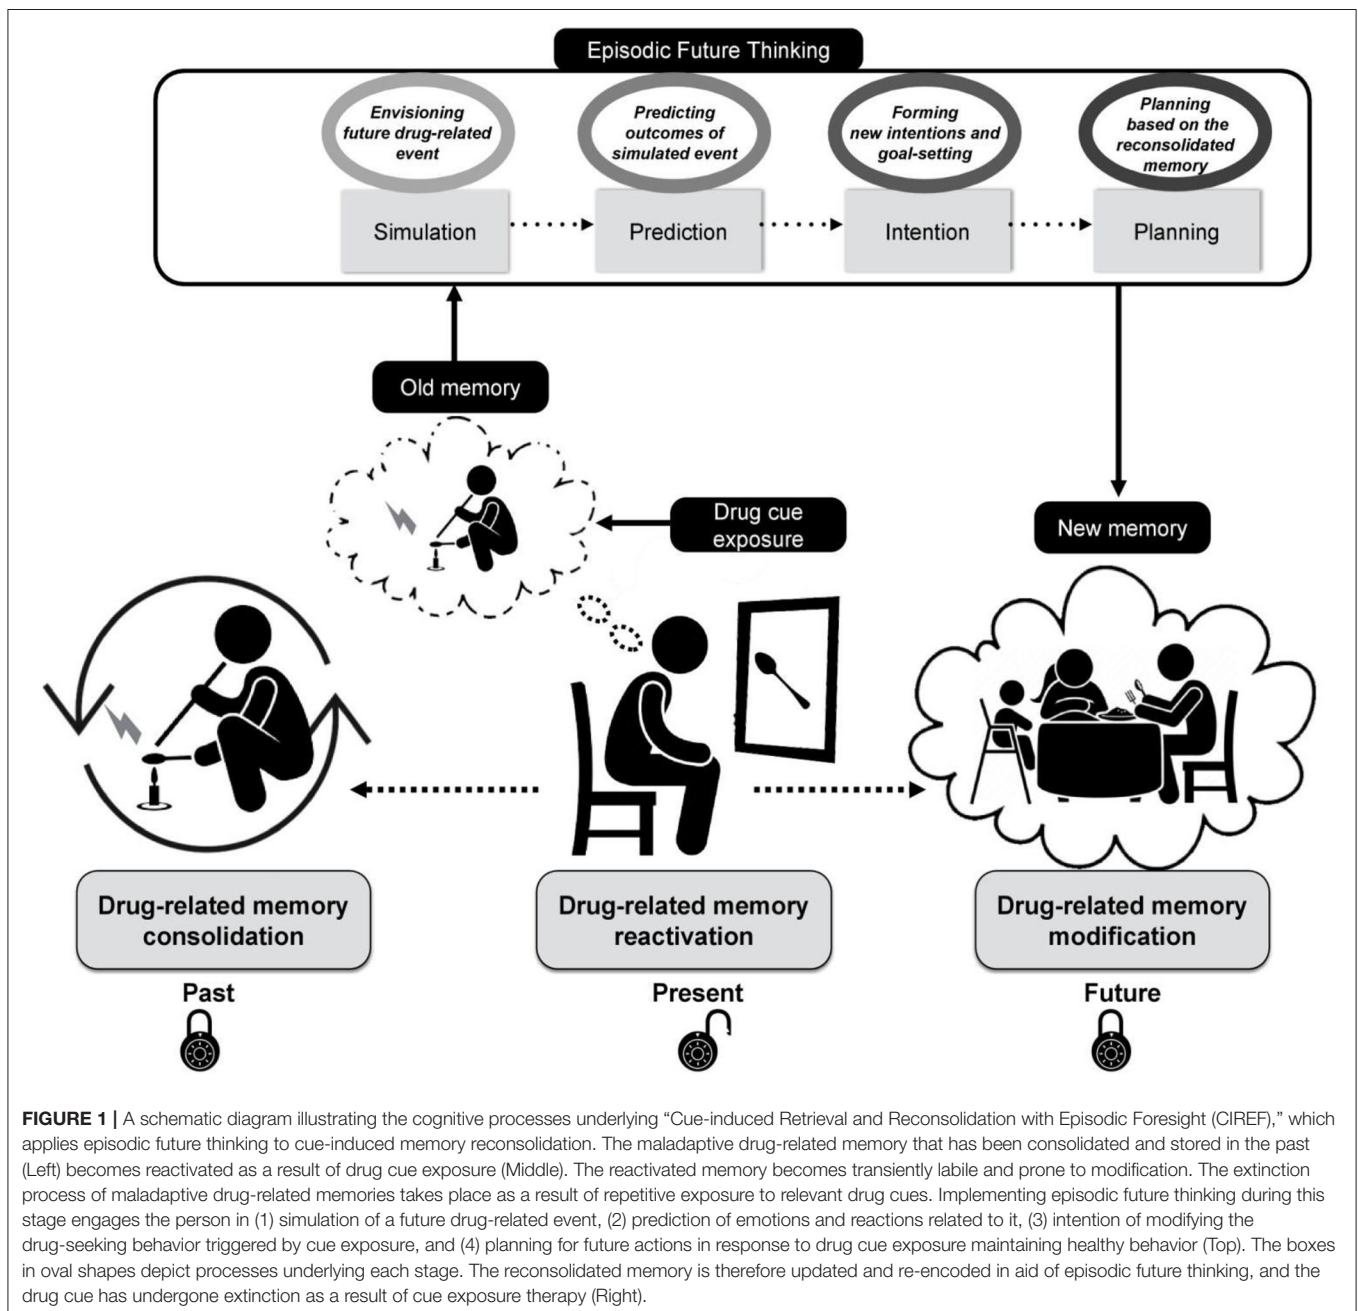 Episodic Future Thinking
Envisioning
future drug-related
event
Predicting
outcomes of
simulated event
Forming
new intentions and
goal-setting
Planning
based on the
reconsolidated
memory
Simulation
Prediction
Intention
Planning
Old memory
Drug cue
exposure
New memory
Drug-related memory
consolidation
Drug-related memory
reactivation
Drug-related memory
modification
Past
Present
Future
FIGURE 1 | A schematic diagram illustrating the cognitive processes underlying “Cue-induced Retrieval and Reconsolidation with Episodic Foresight (CIREF),” which
applies episodic future thinking to cue-induced memory reconsolidation. The maladaptive drug-related memory that has been consolidated and stored in the past
(Left) becomes reactivated as a result of drug cue exposure (Middle). The reactivated memory becomes transiently labile and prone to modification. The extinction
process of maladaptive drug-related memories takes place as a result of repetitive exposure to relevant drug cues. Implementing episodic future thinking during this
stage engages the person in (1) simulation of a future drug-related event, (2) prediction of emotions and reactions related to it, (3) intention of modifying the
drug-seeking behavior triggered by cue exposure, and (4) planning for future actions in response to drug cue exposure maintaining healthy behavior (Top). The boxes
in oval shapes depict processes underlying each stage. The reconsolidated memory is therefore updated and re-encoded in aid of episodic future thinking, and the
drug cue has undergone extinction as a result of cue exposure therapy (Right).